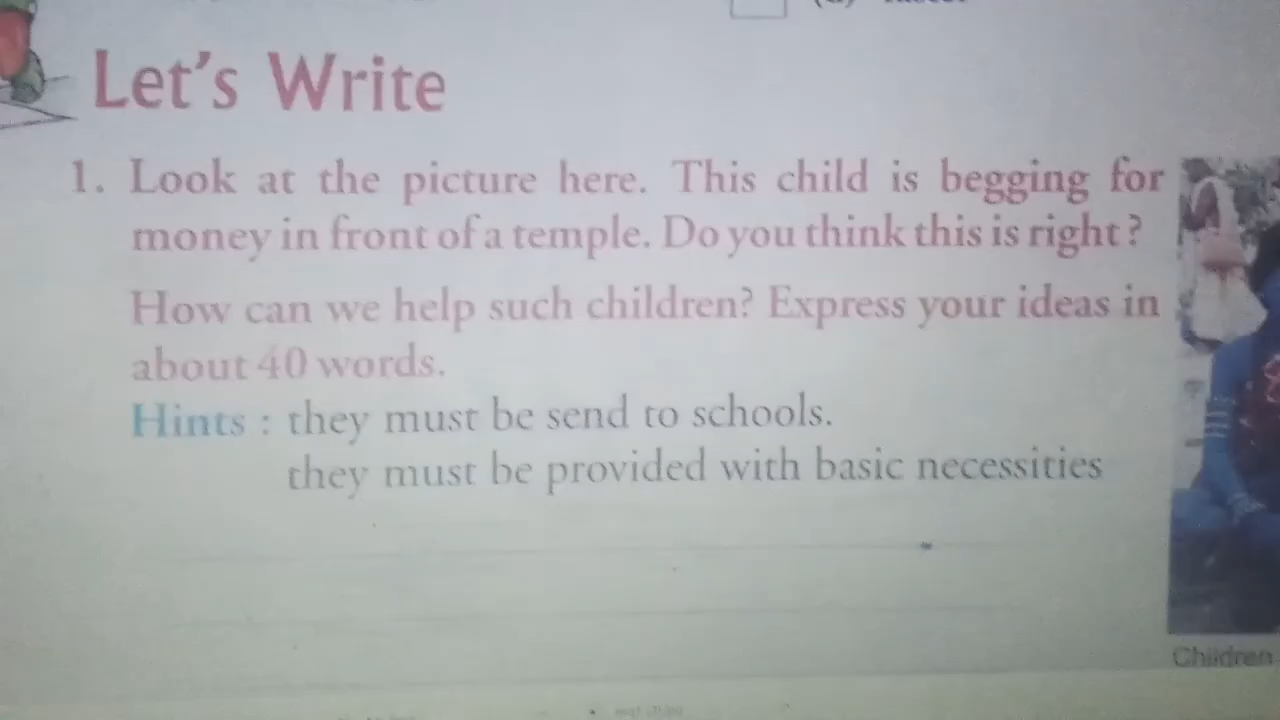 Let's Write
1. Look at the picture here. This child is begging for
money in front of a temple. Do you think this is right?
How can we help such children? Express your ideas in
about 40 words.
Hints : they must be send to schools.
they must be provided with basic necessities
Children